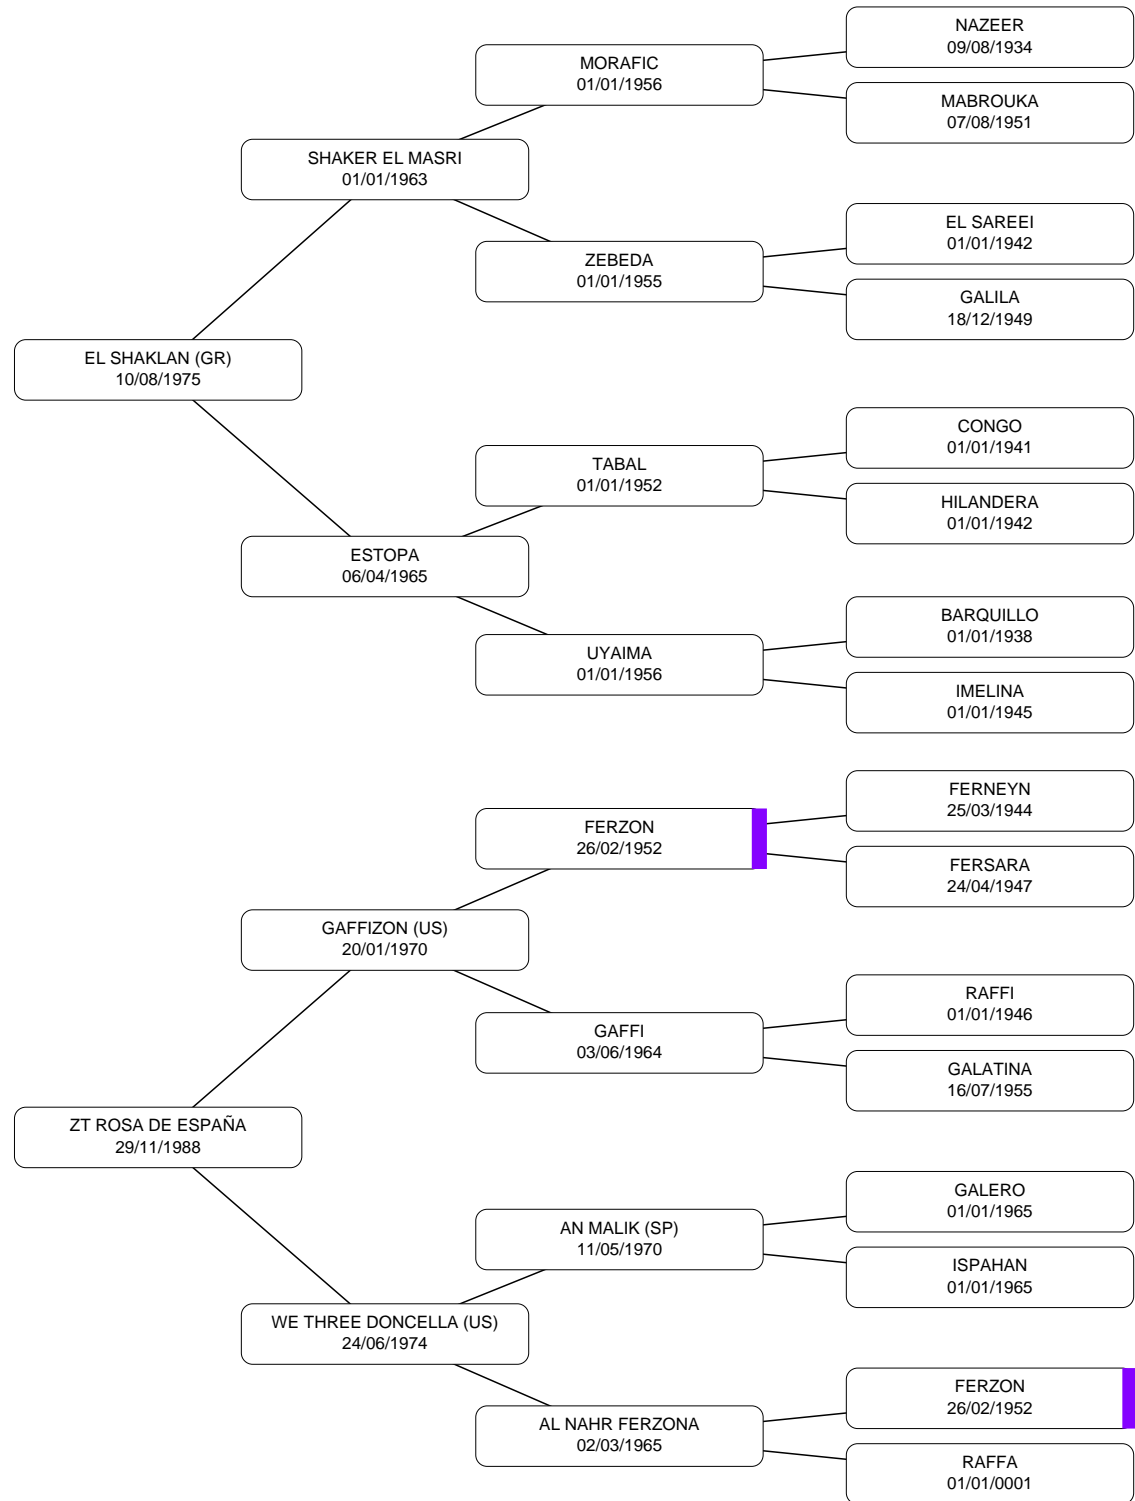 NAZEER
09/08/1934
MORAFIC
01/01/1956
MABROUKA
07/08/1951
SHAKER EL MASRI
01/01/1963
EL SAREEI
01/01/1942
ZEBEDA
01/01/1955
GALILA
18/12/1949
EL SHAKLAN (GR)
10/08/1975
CONGO
01/01/1941
TABAL
01/01/1952
HILANDERA
01/01/1942
ESTOPA
06/04/1965
BARQUILLO
01/01/1938
UYAIMA
01/01/1956
IMELINA
01/01/1945
FERNEYN
25/03/1944
FERZON
26/02/1952
FERSARA
24/04/1947
GAFFIZON (US)
20/01/1970
RAFFI
01/01/1946
GAFFI
03/06/1964
GALATINA
16/07/1955
ZT ROSA DE ESPAÑA
29/11/1988
GALERO
01/01/1965
AN MALIK (SP)
11/05/1970
ISPAHAN
01/01/1965
WE THREE DONCELLA (US)
24/06/1974
FERZON
26/02/1952
AL NAHR FERZONA
02/03/1965
RAFFA
01/01/0001